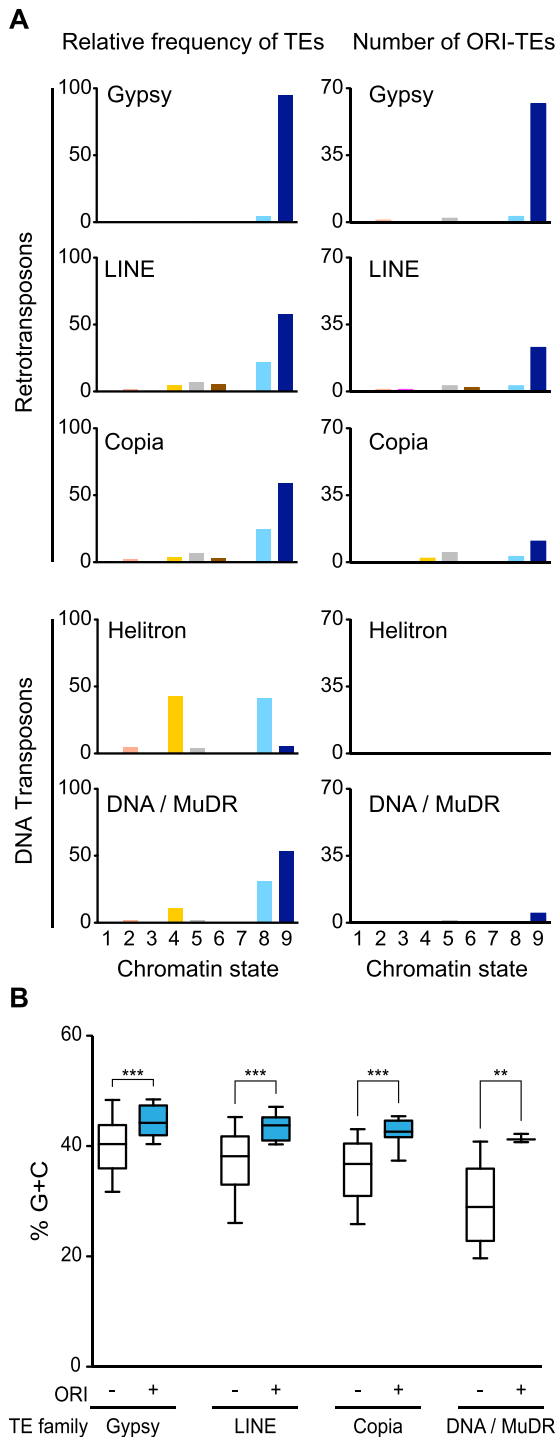 A
Relative frequency of TEs
Number of ORI-TEs
Retrotransposons
Gypsy
100
50
0
Gypsy
70
35
0
LINE
100
50
0
LINE
70
35
0
Copia
100
50
0
Copia
70
35
0
DNA Transposons
Helitron
100
50
0
Helitron
70
35
0
DNA / MuDR
100
50
0
DNA / MuDR
70
35
0
1 2 3 4 5 6 7 8 9
1 2 3 4 5 6 7 8 9
Chromatin state
Chromatin state
B
% G+C
60
40
20
0
*** *** *** **
ORI - + - + - + - +
TE family Gypsy LINE Copia DNA / MuDR